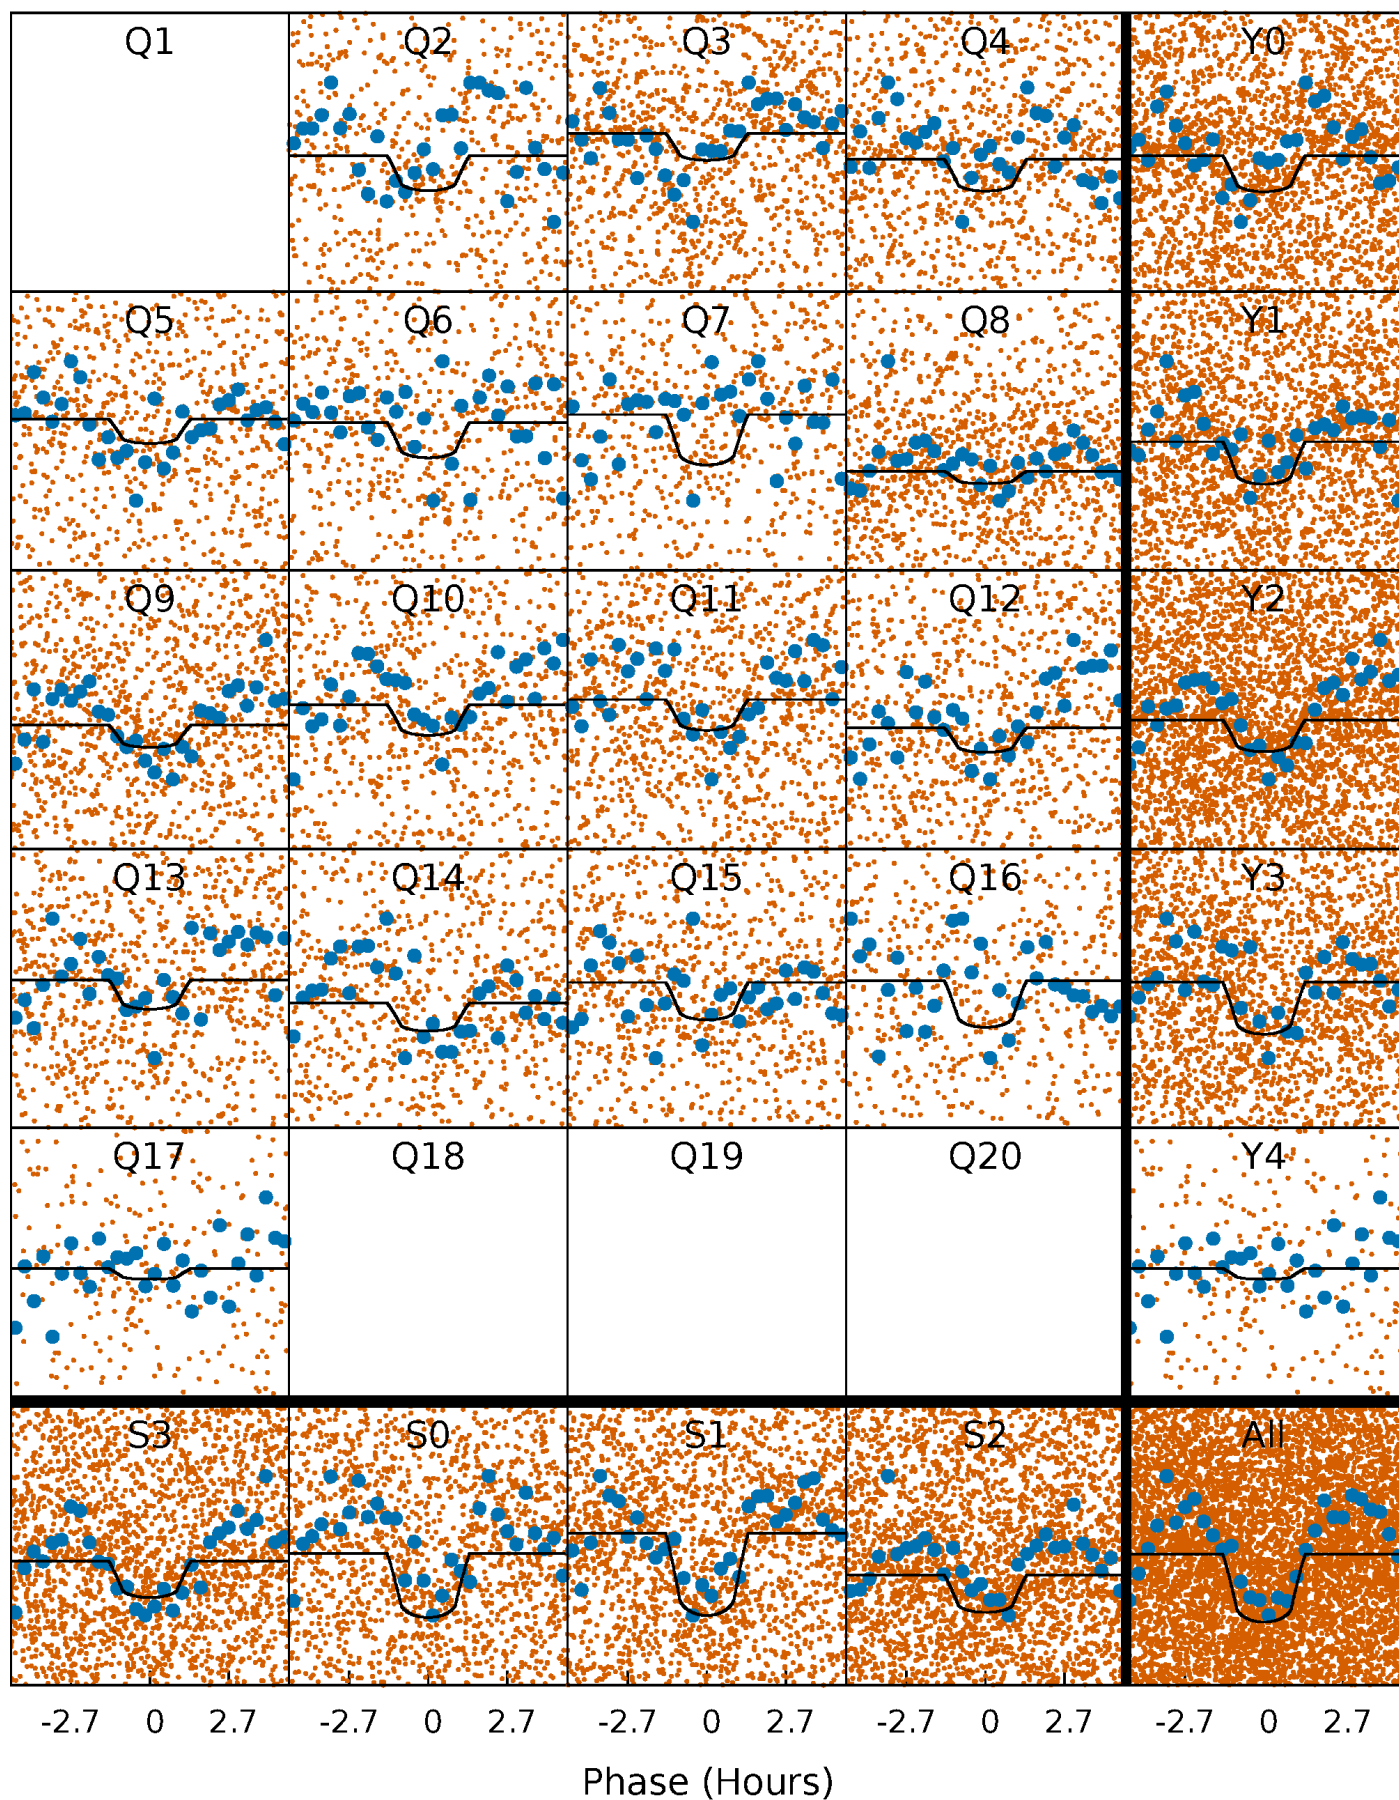 Q1 Q2 Q3 Q4 Y0
Q5 Q6 Q7 Q8 Y1
Q9 Q10 Q11 Q12 Y2
Q13 Q14 Q15 Q16 Y3
Q17 Q18 Q19 Q20 Y4
S3 S0 S1 S2 All
-2.7 0 2.7 -2.7 0 2.7 -2.7 0 2.7 -2.7 0 2.7 -2.7 0 2.7
Phase (Hours)